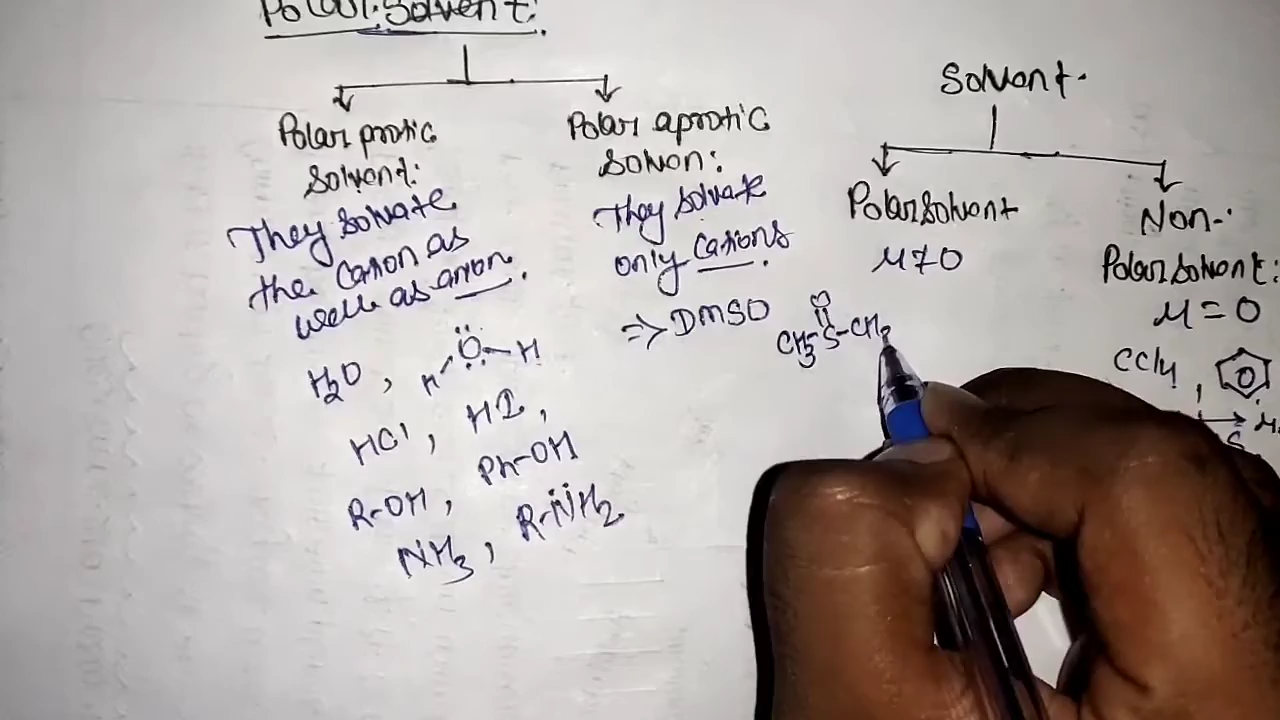 Polar Solvent:
Polar protic
Solvent:
They solvate
the cation as
well as anion.
H2O, H-O-H
HCl, HI,
R-OH, Ph-OH
NH3, R-NH2
Polar aprotic
Solven:
They solvate
only cations.
=> DMSO
O
CH3 S-CH3
Solvent.
Polar Solvent
μ≠0
Non-
Polar Solvent:
μ=0
CCl4,